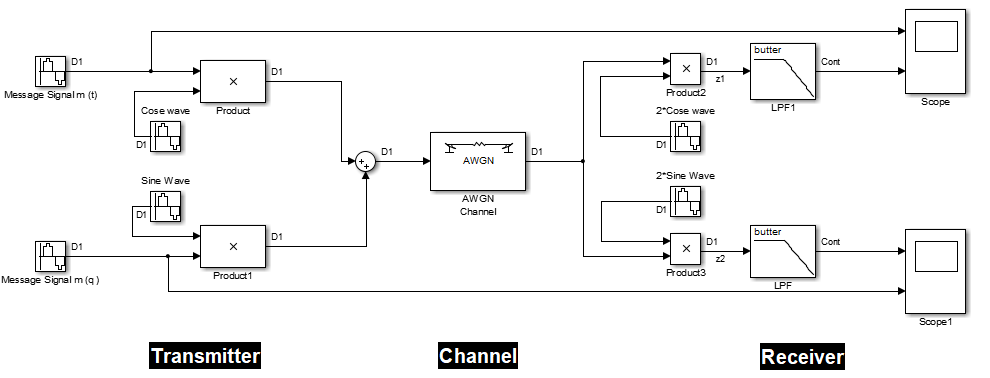 D1
Message Signal m (t)
×
D1
Product
Cose wave
D1
Sine Wave
D1
D1
Message Signal m (q )
×
D1
Product1
+
+
D1
AWGN
D1
AWGN
Channel
×
D1
z1
Product2
butter
Cont
LPF1
Scope
2*Cose wave
D1
2*Sine Wave
D1
×
D1
z2
Product3
butter
Cont
LPF
Scope1
Transmitter
Channel
Receiver